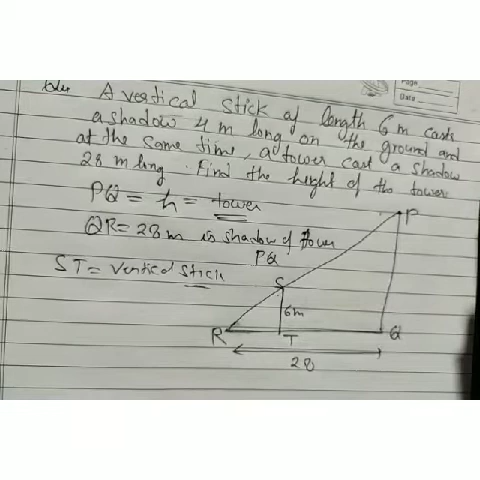 Page
Date
A vertical stick of length 6 m casts
a shadow 4 m long on the ground and
at the same time, a tower cast a shadow
28 m long. Find the height of the tower
PQ = h = tower
QR = 28 m is shadow of tower
PQ
ST = vertical stick
P
S
6m
R T Q
28